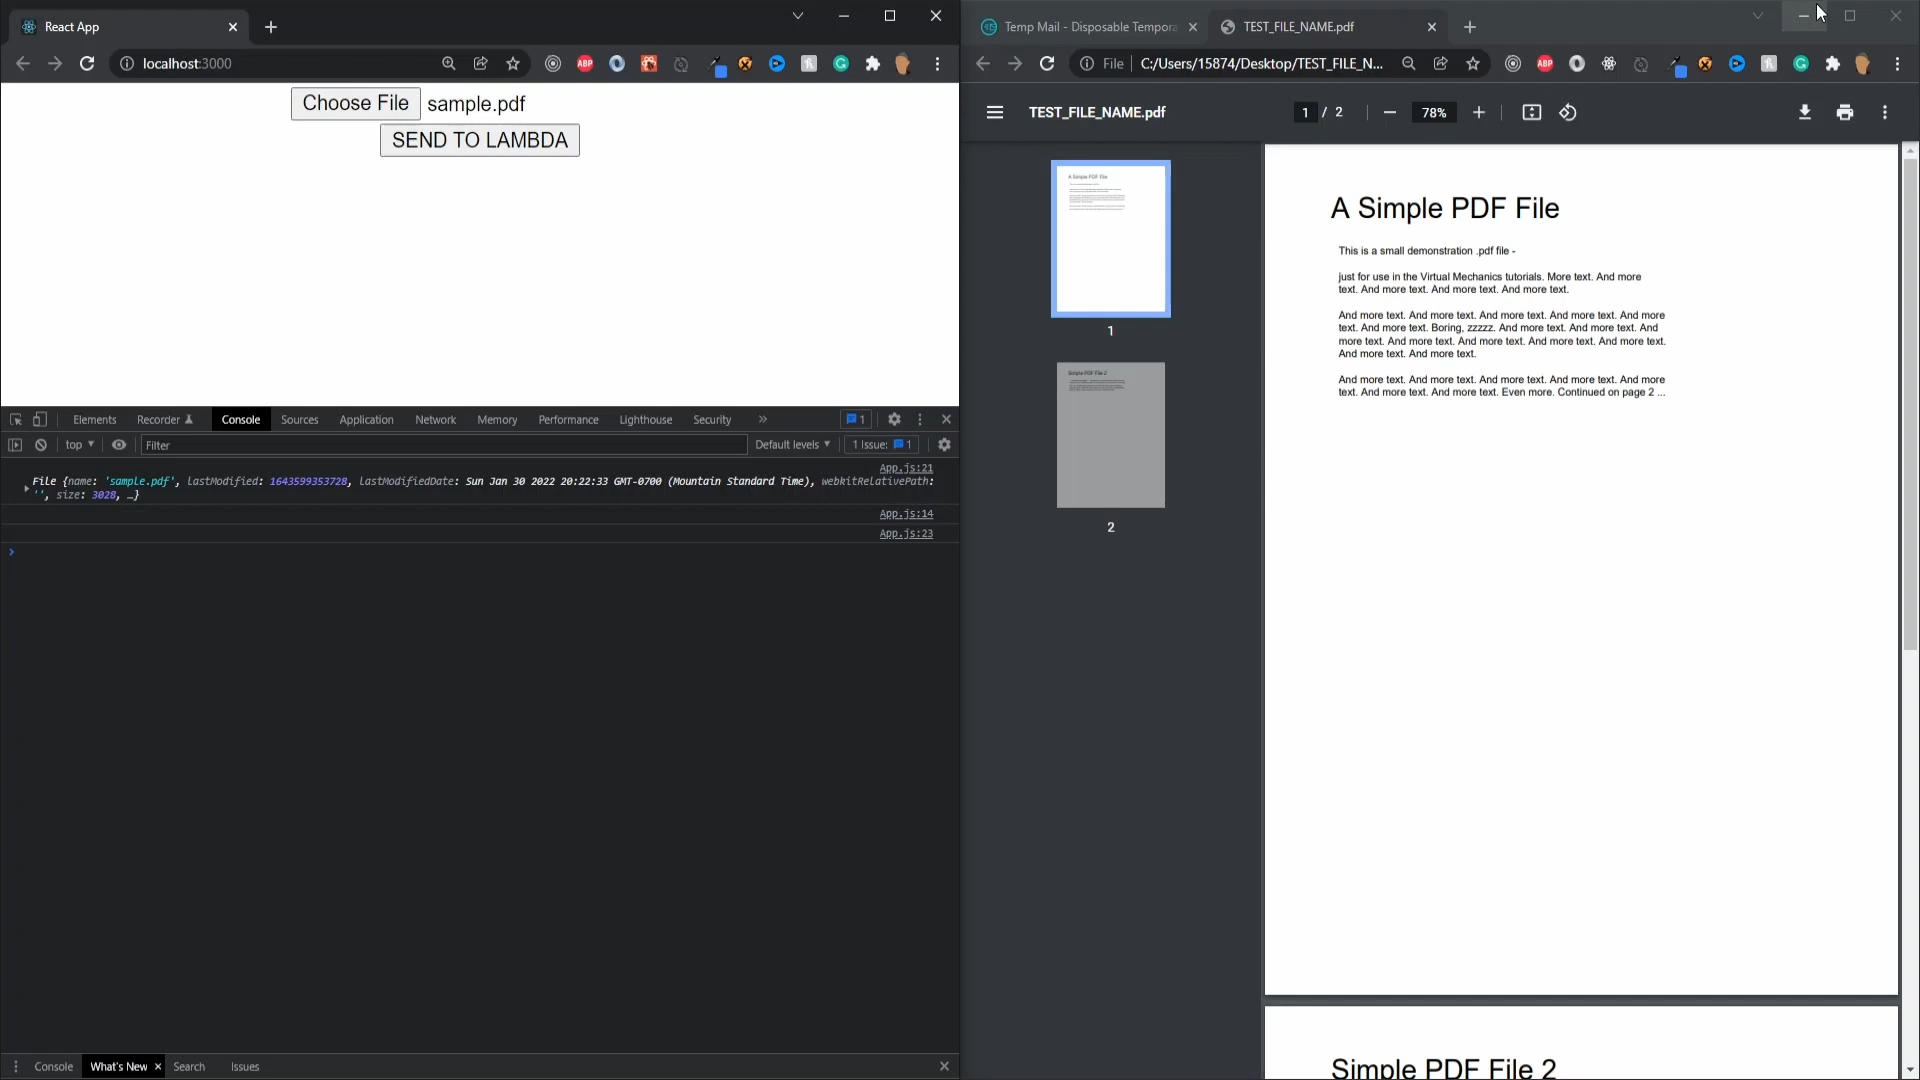 React App
localhost:3000
ABP
Choose File sample.pdf
SEND TO LAMBDA
Elements
Recorder
Console
Sources
Application
Network
Memory
Performance
Lighthouse
Security
»
1
top
Filter
Default levels
1 Issue: 1
App.js:21
File {name: 'sample.pdf', lastModified: 1643599353728, lastModifiedDate: Sun Jan 30 2022 20:22:33 GMT-0700 (Mountain Standard Time), webkitRelativePath:
'', size: 3028, …}
App.js:14
App.js:23
Console
What's New
Search
Issues
Temp Mail - Disposable Tempora
TEST_FILE_NAME.pdf
File
C:/Users/15874/Desktop/TEST_FILE_N...
ABP
TEST_FILE_NAME.pdf
1 / 2
78%
A Simple PDF File
1
Simple PDF File 2
2
A Simple PDF File
This is a small demonstration .pdf file -
just for use in the Virtual Mechanics tutorials. More text. And more
text. And more text. And more text. And more text.
And more text. And more text. And more text. And more text. And more
text. And more text. Boring, zzzzz. And more text. And more text. And
more text. And more text. And more text. And more text. And more text.
And more text. And more text.
And more text. And more text. And more text. And more text. And more
text. And more text. And more text. Even more. Continued on page 2 ...
Simple PDF File 2